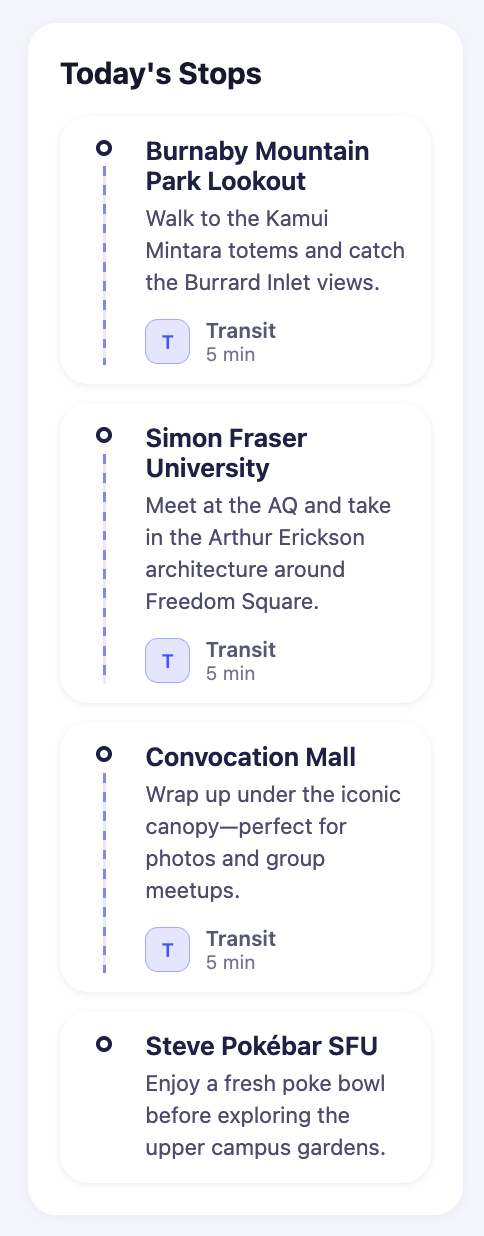 Today's Stops
Burnaby Mountain
Park Lookout
Walk to the Kamui
Mintara totems and catch
the Burrard Inlet views.
T
Transit
5 min
Simon Fraser
University
Meet at the AQ and take
in the Arthur Erickson
architecture around
Freedom Square.
T
Transit
5 min
Convocation Mall
Wrap up under the iconic
canopy—perfect for
photos and group
meetups.
T
Transit
5 min
Steve Pokébar SFU
Enjoy a fresh poke bowl
before exploring the
upper campus gardens.